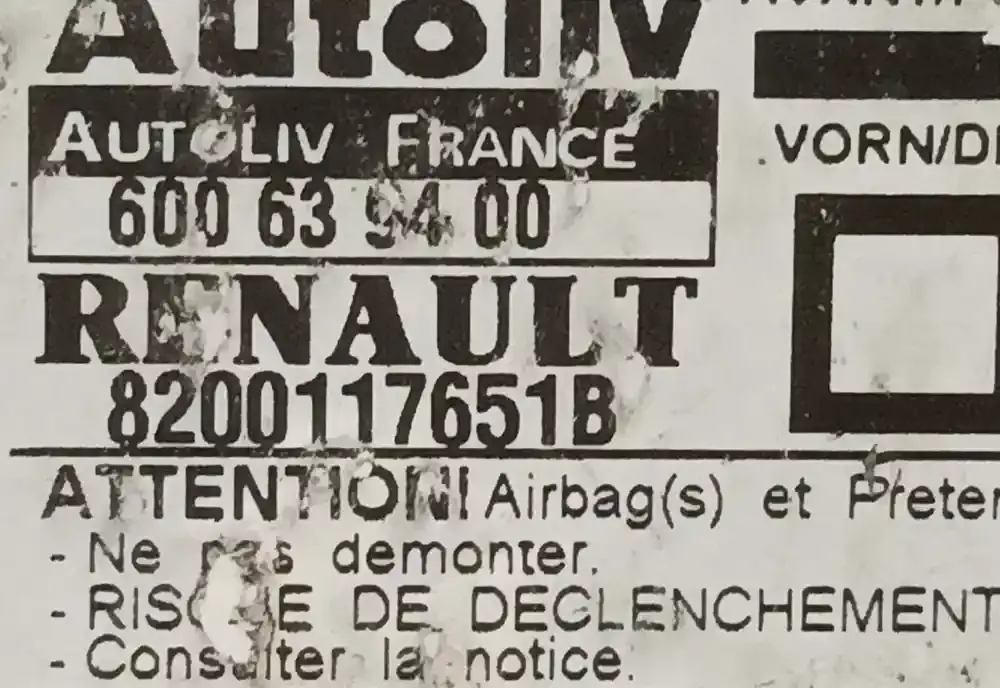 Autoliv
AUTOLIV FRANCE
600 63 94 00
RENAULT
8200117651B
.VORN/D
ATTENTION! Airbag(s) et Preter
- Ne pas demonter.
- RISQUE DE DECLENCHEMENT
- Consulter la notice.